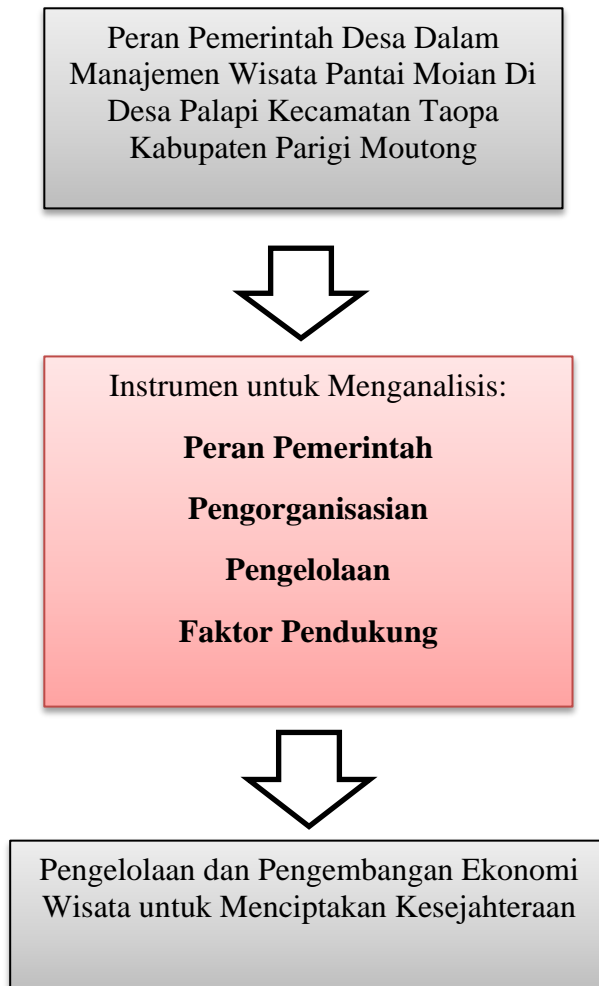 Peran Pemerintah Desa Dalam
Manajemen Wisata Pantai Moian Di
Desa Palapi Kecamatan Taopa
Kabupaten Parigi Moutong
Instrumen untuk Menganalisis:
Peran Pemerintah
Pengorganisasian
Pengelolaan
Faktor Pendukung
Pengelolaan dan Pengembangan Ekonomi
Wisata untuk Menciptakan Kesejahteraan